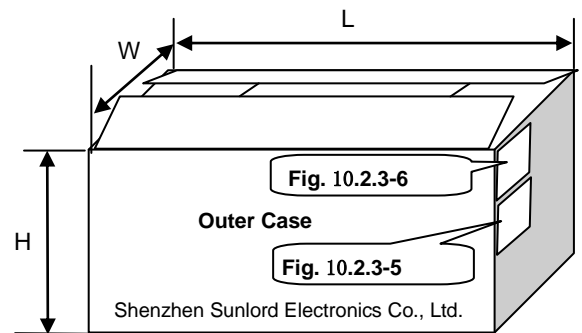 L
W
Fig. 10.2.3-6
Outer Case
H
Fig. 10.2.3-5
Shenzhen Sunlord Electronics Co., Ltd.